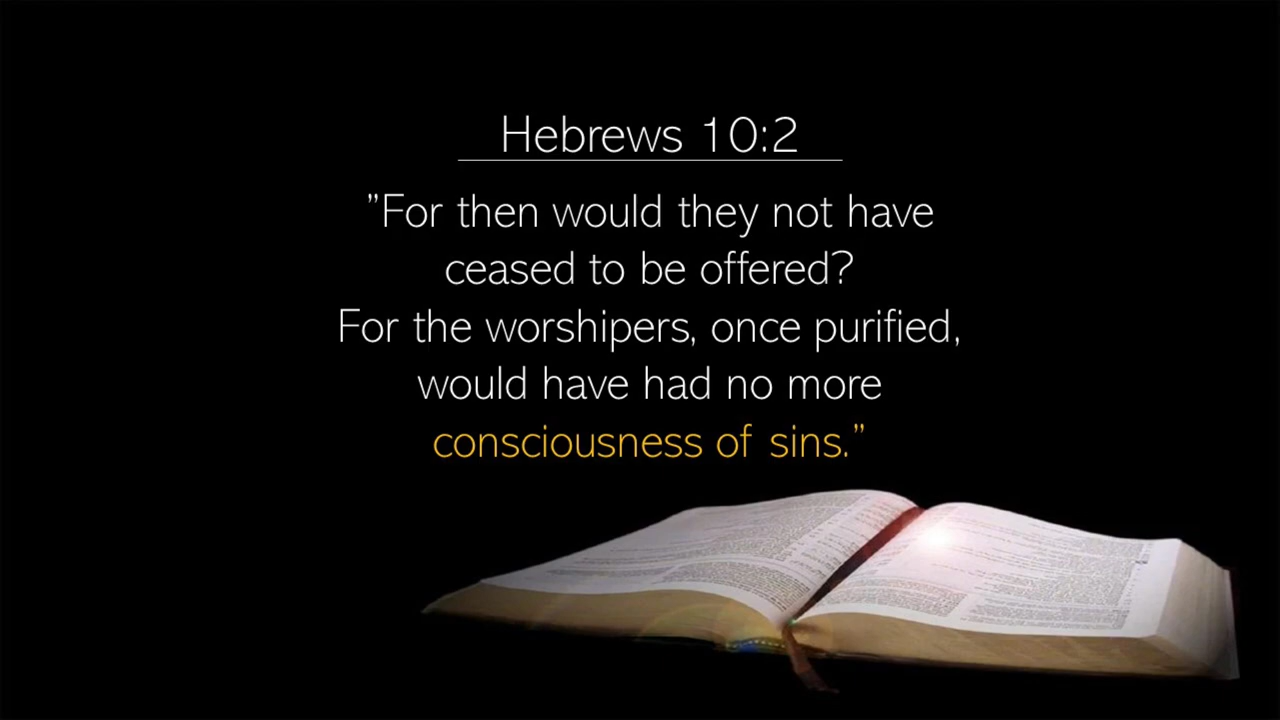 Hebrews 10:2
”For then would they not have
ceased to be offered?
For the worshipers, once purified,
would have had no more
consciousness of sins.”